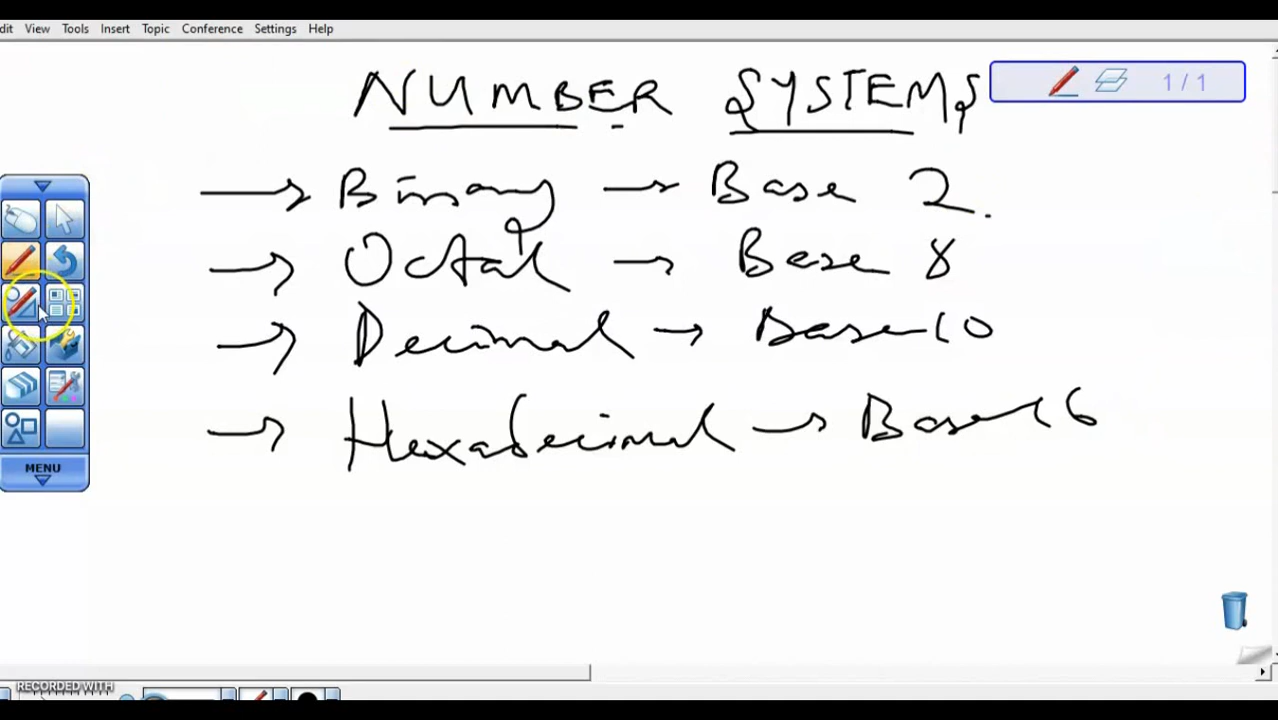 dit View Tools Insert Topic Conference Settings Help
NUMBER SYSTEMS
1 / 1
→ Binary → Base 2.
→ Octal → Base 8
→ Decimal → Base 10
→ Hexadecimal → Base 16
MENU
RECORDED WITH